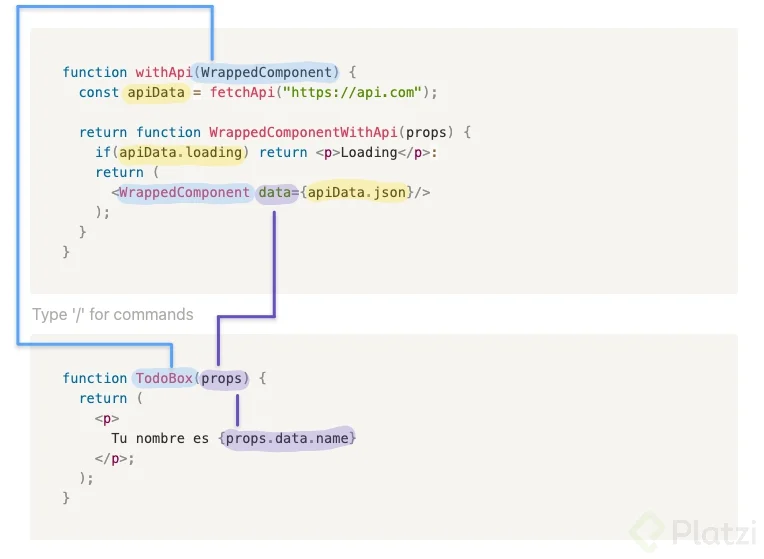 function withApi(WrappedComponent) {
const apiData = fetchApi("https://api.com");
return function WrappedComponentWithApi(props) {
if(apiData.loading) return <p>Loading</p>:
return (
<WrappedComponent data={apiData.json}/>
);
}
}
Type '/' for commands
function TodoBox(props) {
return (
<p>
Tu nombre es {props.data.name}
</p>;
);
}
Platzi